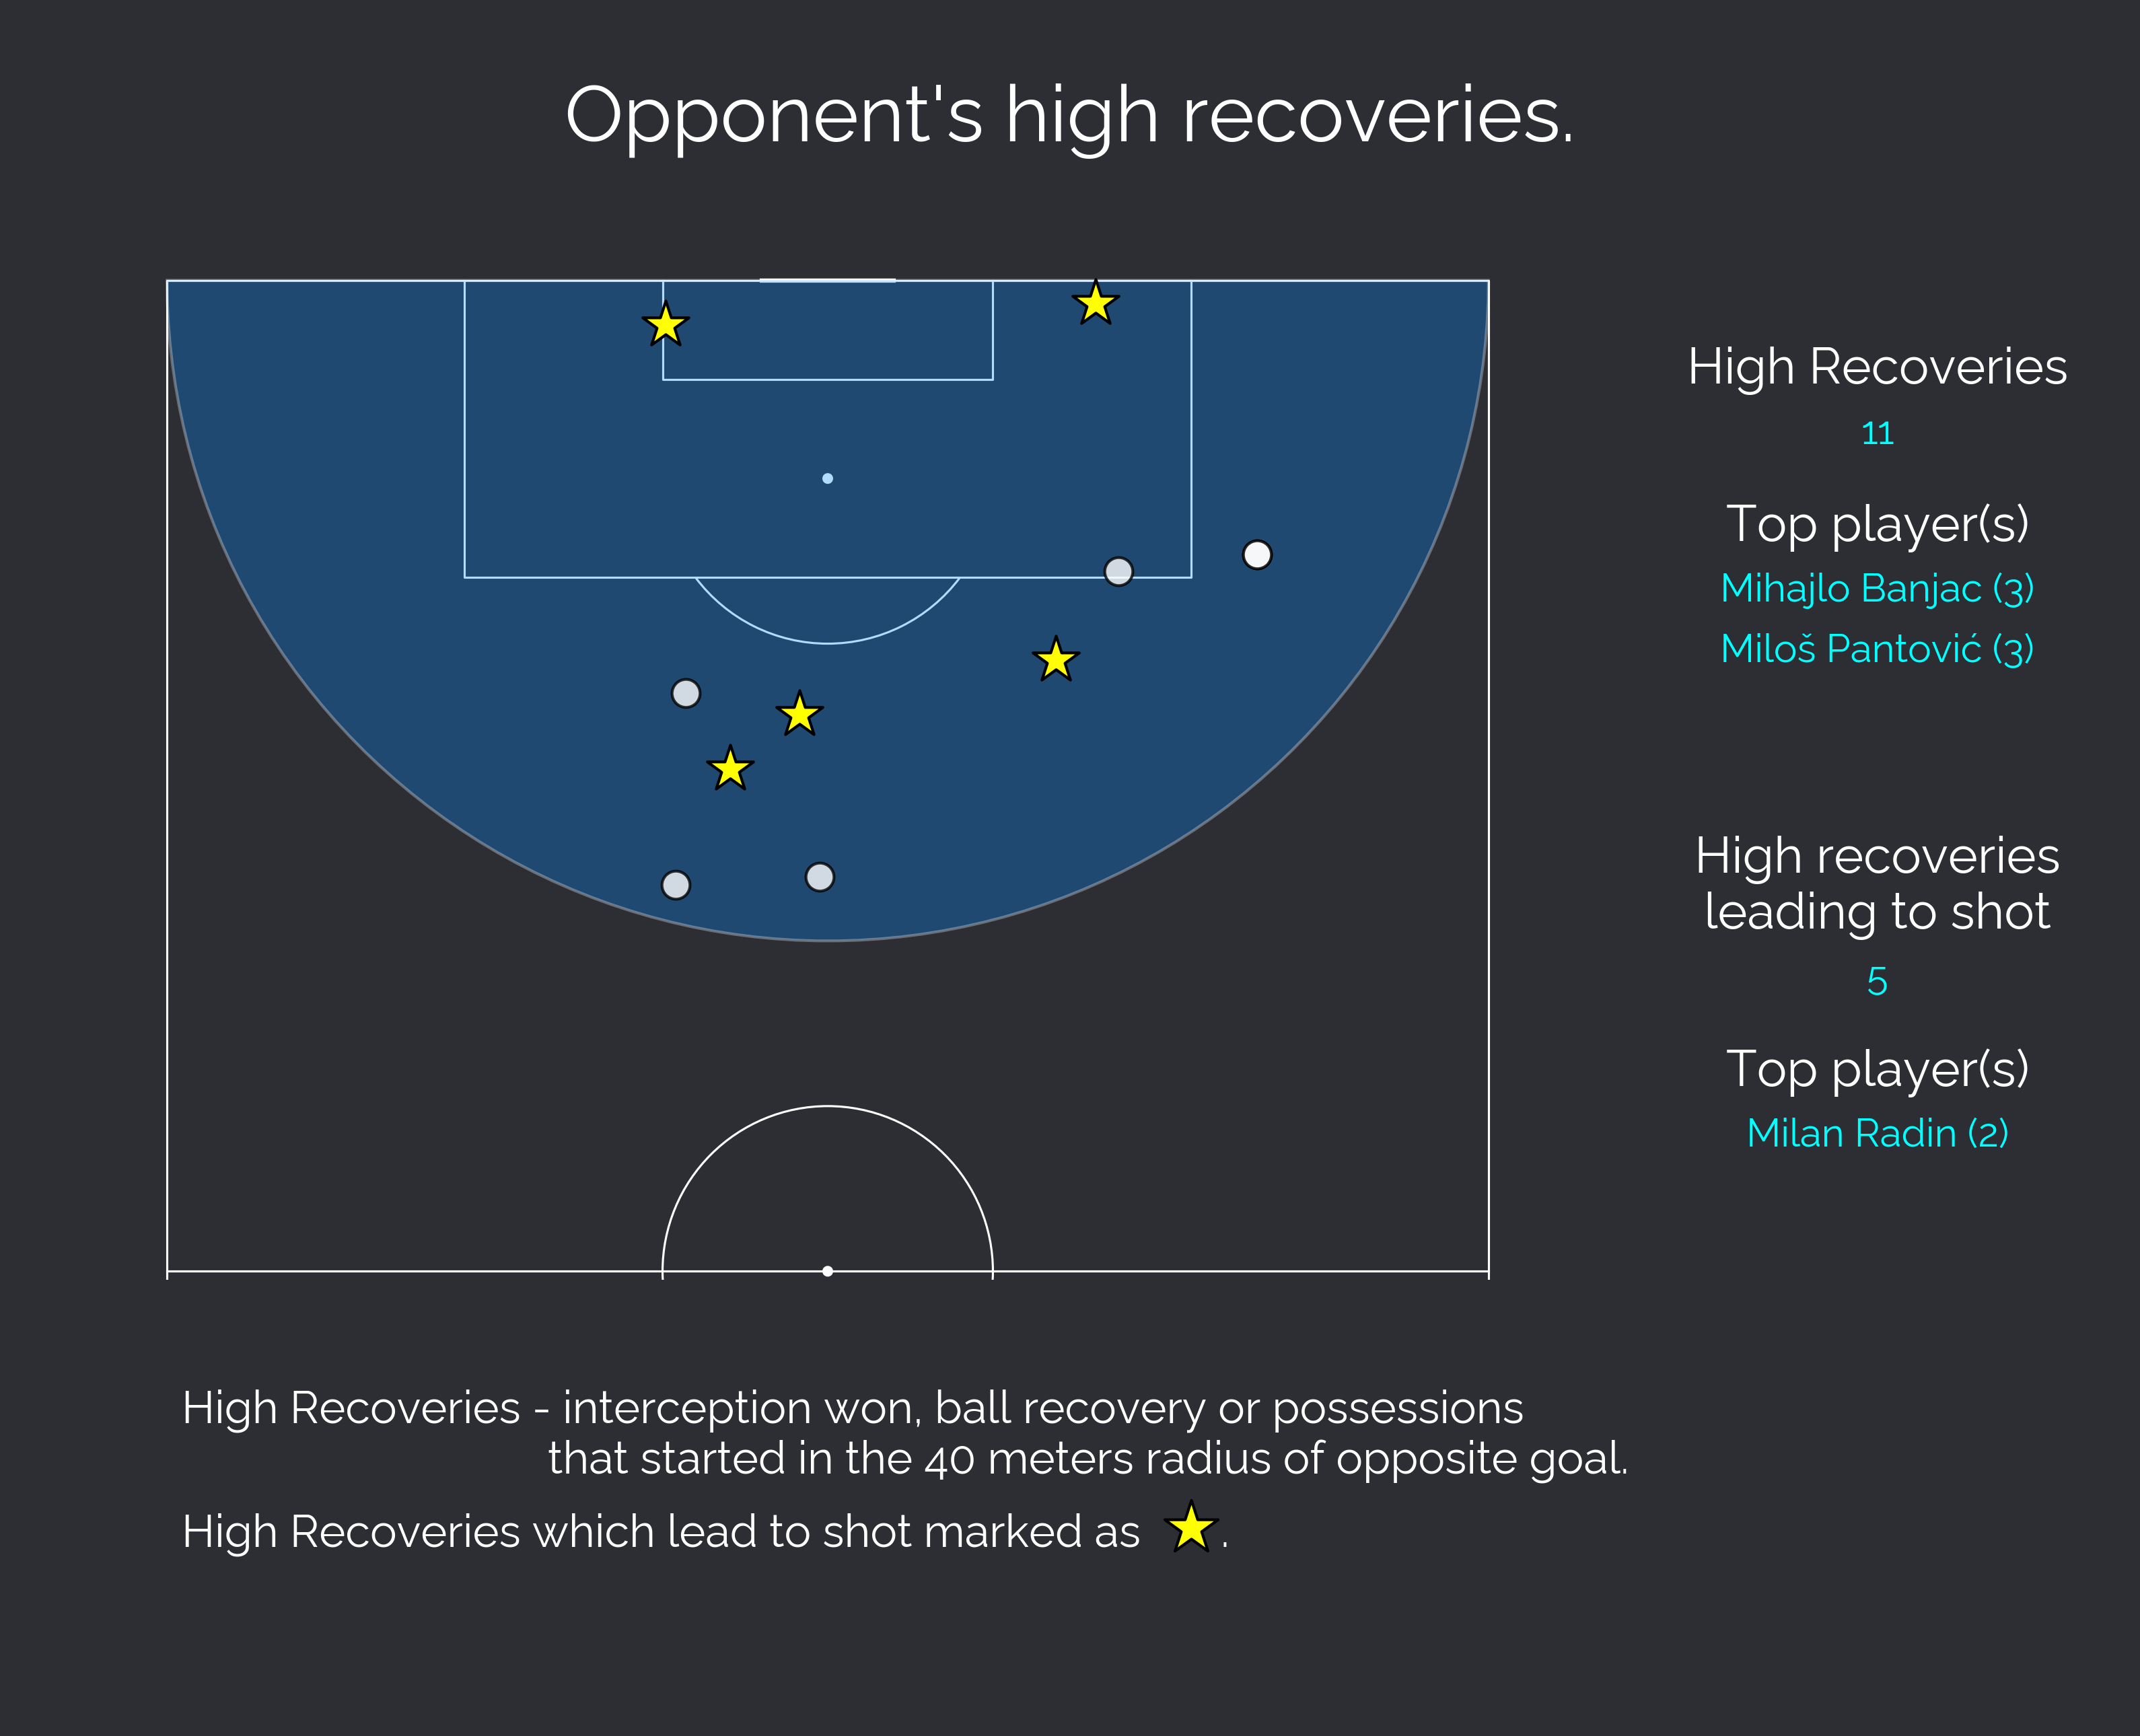 Opponent's high recoveries.
High Recoveries
11
Top player(s)
Mihajlo Banjac (3)
Miloš Pantović (3)
High recoveries
leading to shot
5
Top player(s)
Milan Radin (2)
High Recoveries - interception won, ball recovery or possessions
that started in the 40 meters radius of opposite goal.
High Recoveries which lead to shot marked as .